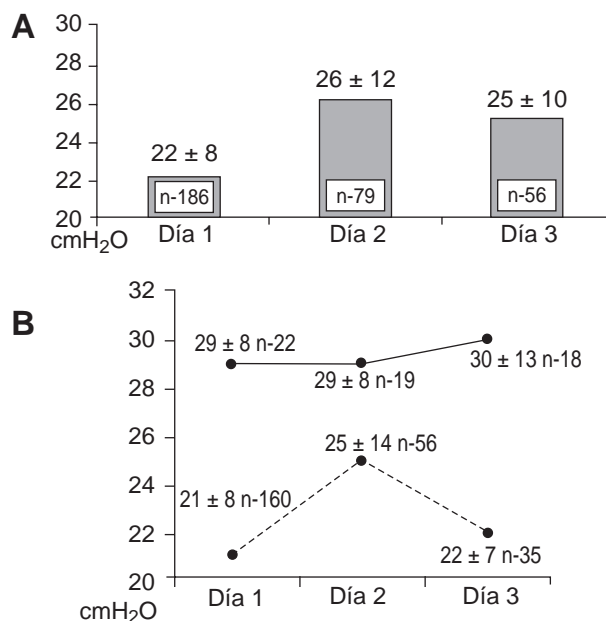 A
30
28
26
24
22
20
cmH₂O
22 ± 8
26 ± 12
25 ± 10
n-186
n-79
n-56
Día 1
Día 2
Día 3
B
32
30
28
26
24
22
20
cmH₂O
29 ± 8 n-22
29 ± 8 n-19
30 ± 13 n-18
25 ± 14 n-56
21 ± 8 n-160
22 ± 7 n-35
Día 1
Día 2
Día 3